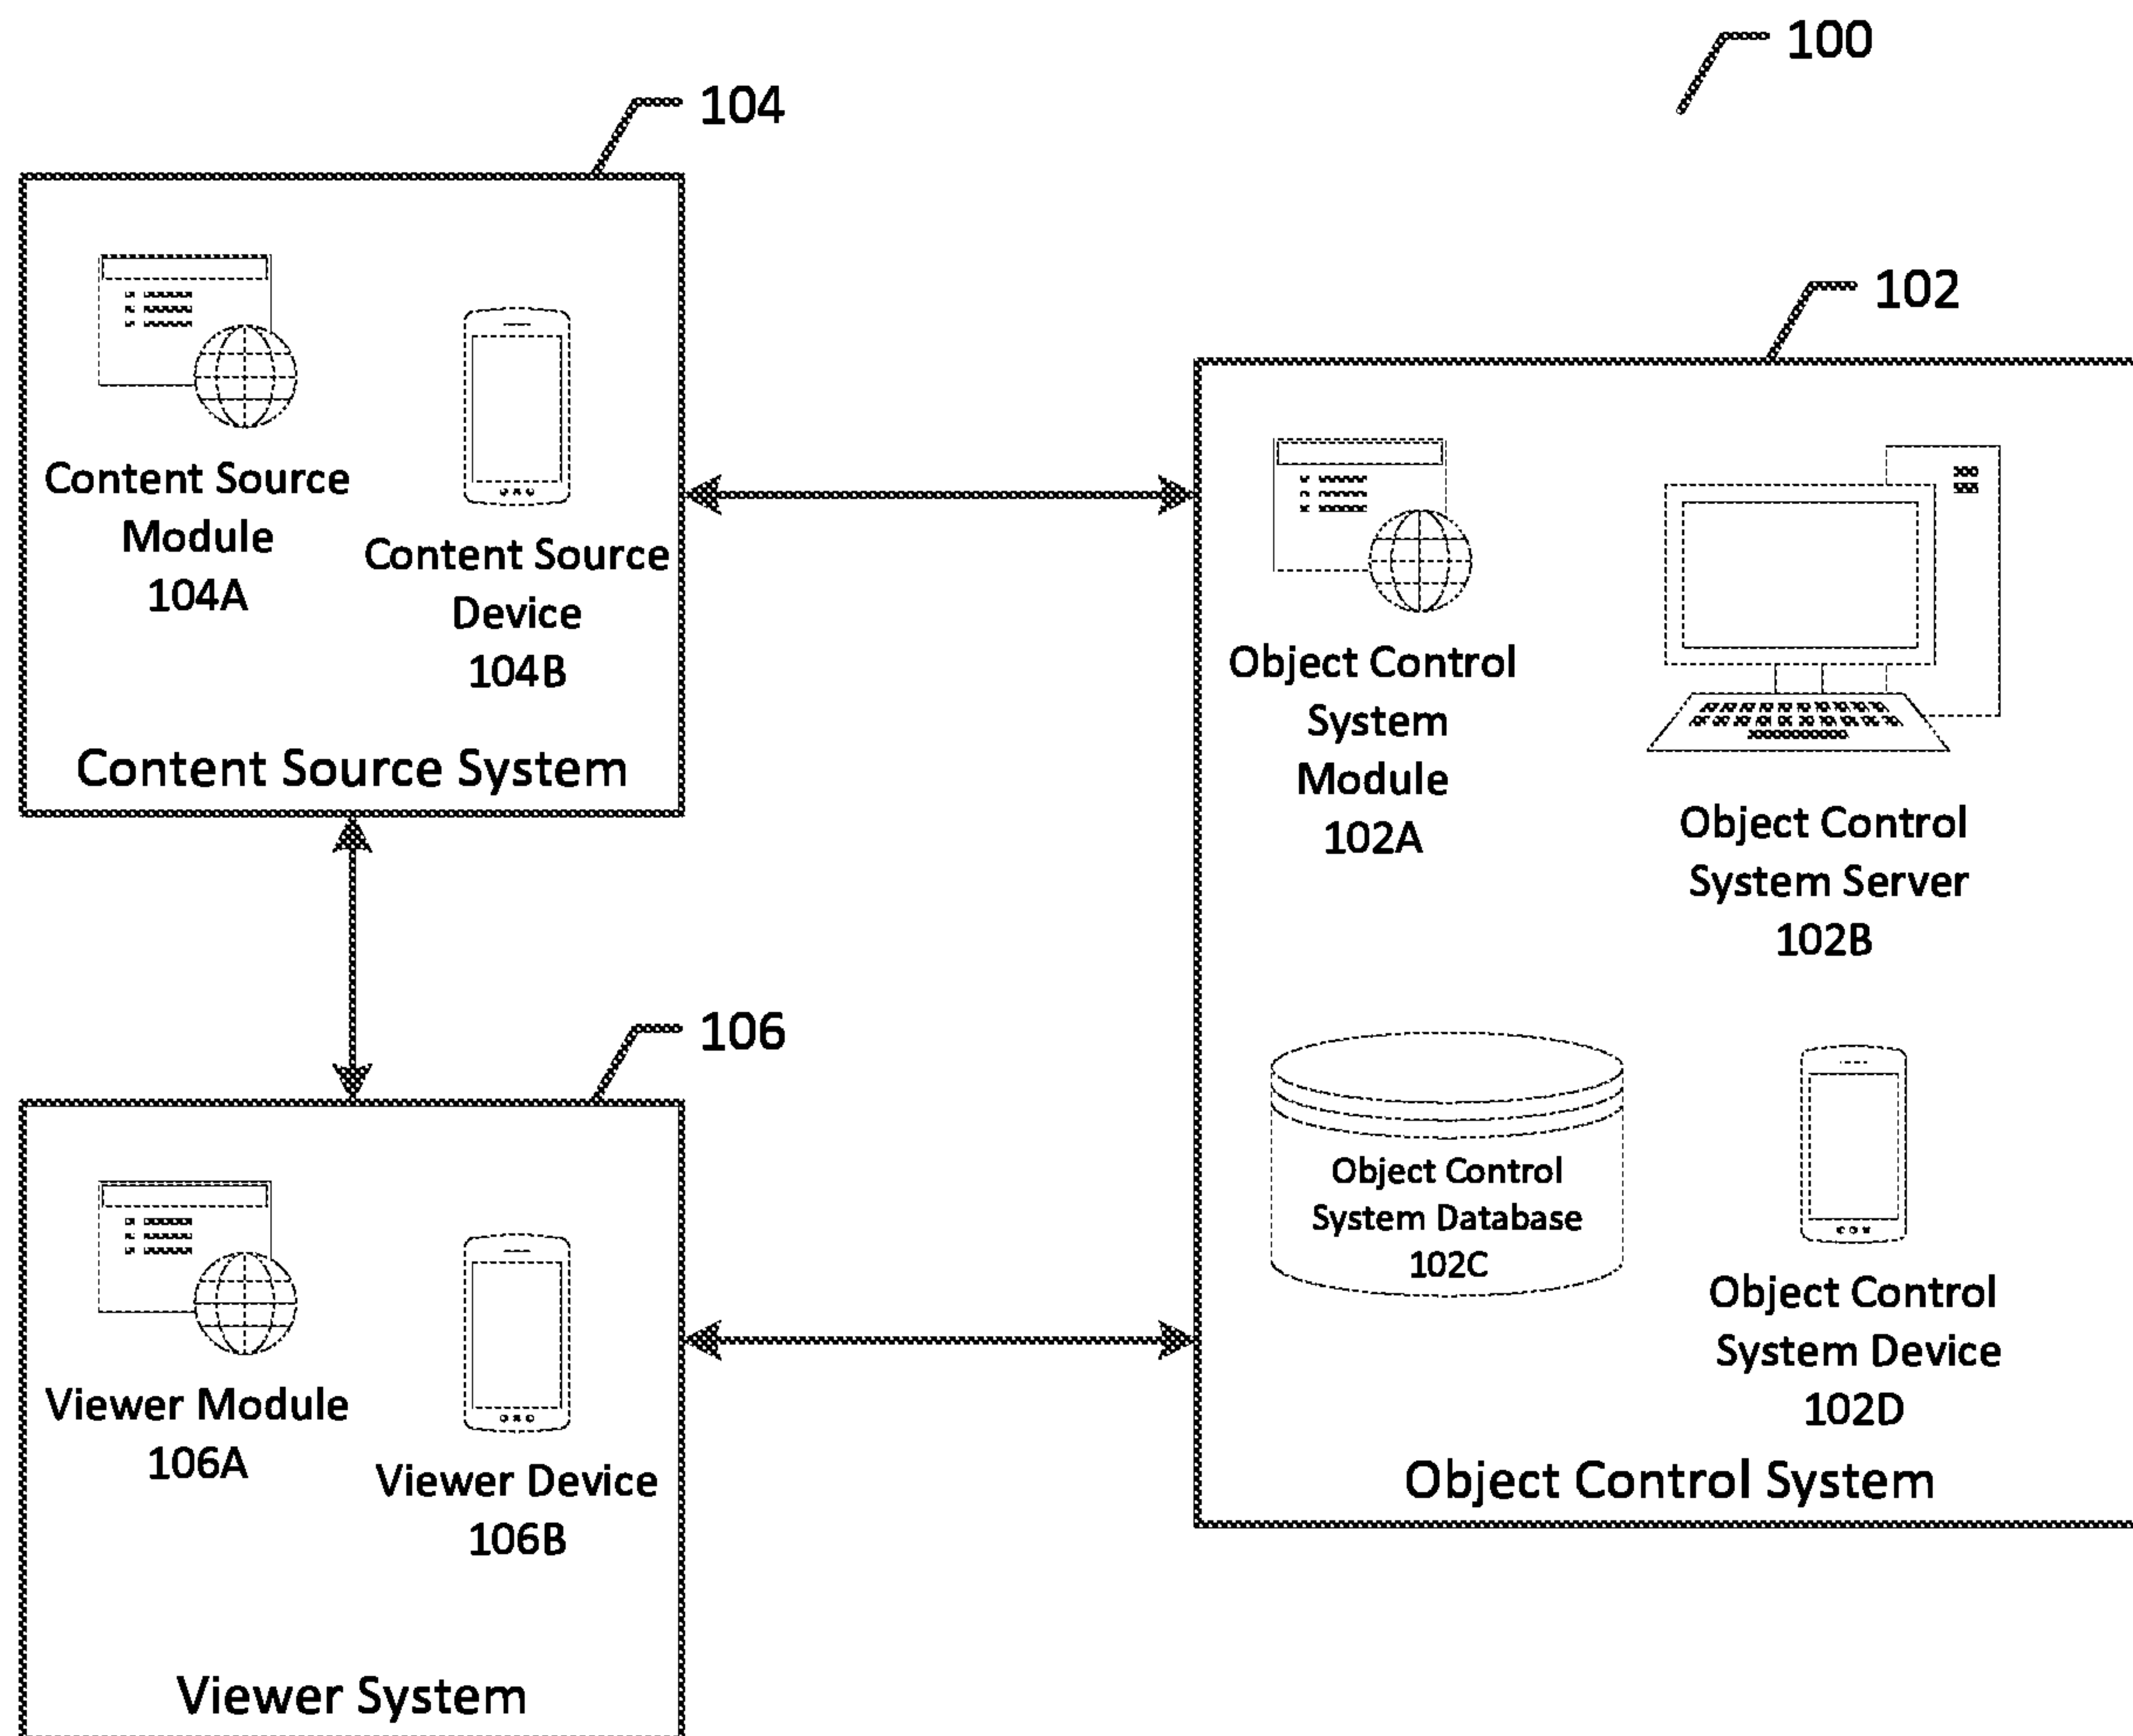 100
104
Content Source
Module
104A
Content Source
Device
104B
Content Source System
102
Object Control
System
Module
102A
Object Control
System Server
102B
Object Control
System Database
102C
Object Control
System Device
102D
Object Control System
106
Viewer Module
106A
Viewer Device
106B
Viewer System